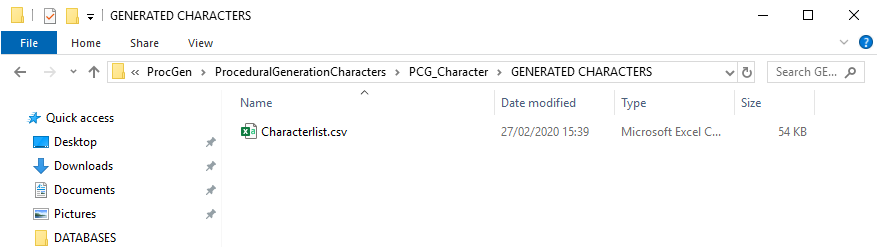 GENERATED CHARACTERS
File Home Share View
ProcGen ProceduralGenerationCharacters PCG_Character GENERATED CHARACTERS Search GE...
Name Date modified Type Size
Quick access
Characterlist.csv 27/02/2020 15:39 Microsoft Excel C... 54 KB
Desktop
Downloads
Documents
Pictures
DATABASES